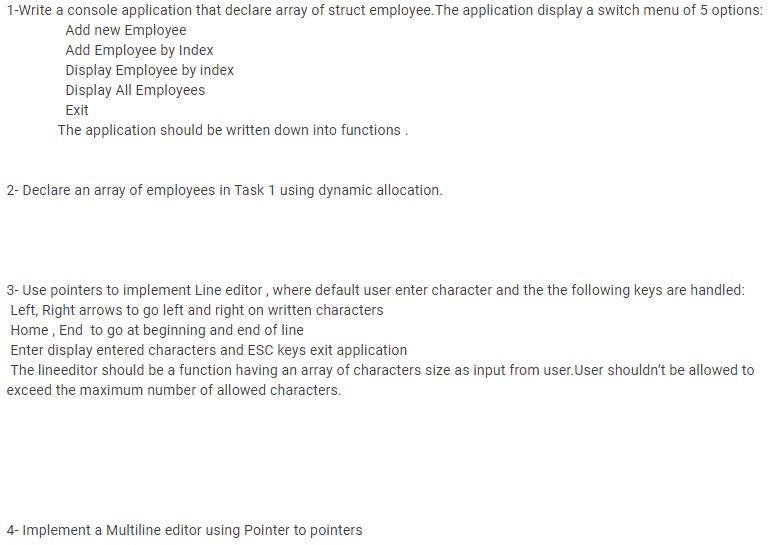 1-Write a console application that declare array of struct employee.The application display a switch menu of 5 options:
Add new Employee
Add Employee by Index
Display Employee by index
Display All Employees
Exit
The application should be written down into functions .
2- Declare an array of employees in Task 1 using dynamic allocation.
3- Use pointers to implement Line editor , where default user enter character and the the following keys are handled:
Left, Right arrows to go left and right on written characters
Home , End to go at beginning and end of line
Enter display entered characters and ESC keys exit application
The lineeditor should be a function having an array of characters size as input from user.User shouldn't be allowed to
exceed the maximum number of allowed characters.
4- Implement a Multiline editor using Pointer to pointers